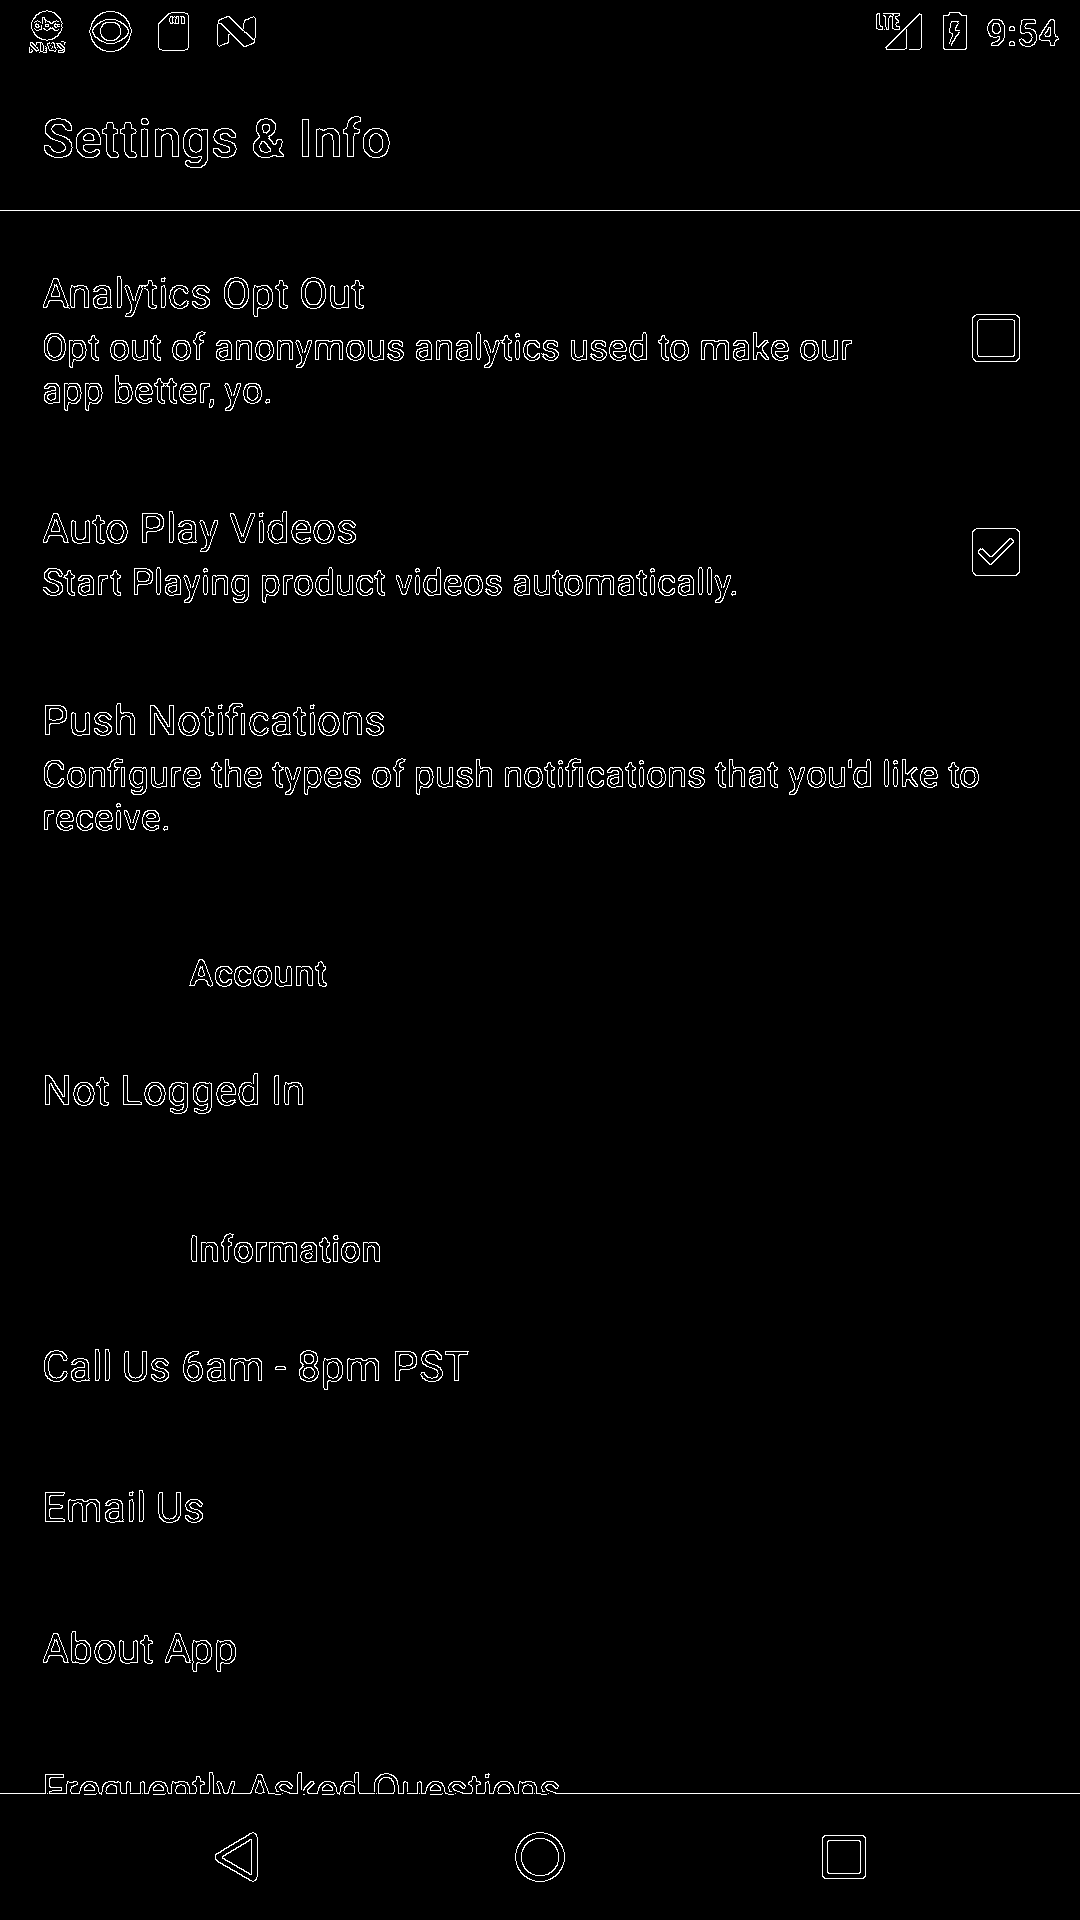 abc
NEWS
LTE
9:54
Settings & Info
Analytics Opt Out
Opt out of anonymous analytics used to make our
app better, yo.
Auto Play Videos
Start Playing product videos automatically.
Push Notifications
Configure the types of push notifications that you'd like to
receive.
Account
Not Logged In
Information
Call Us 6am - 8pm PST
Email Us
About App
Frequently Asked Questions